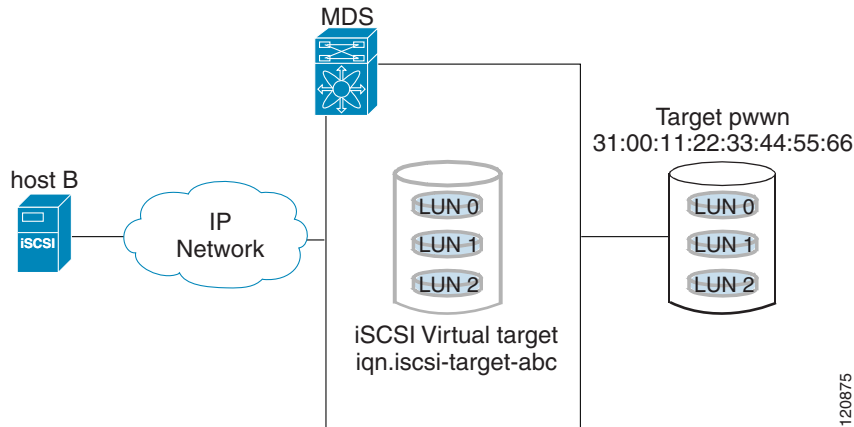 MDS
Target pwwn
31:00:11:22:33:44:55:66
host B
iSCSI
IP
Network
LUN 0
LUN 1
LUN 2
LUN 0
LUN 1
LUN 2
iSCSI Virtual target
iqn.iscsi-target-abc
120875